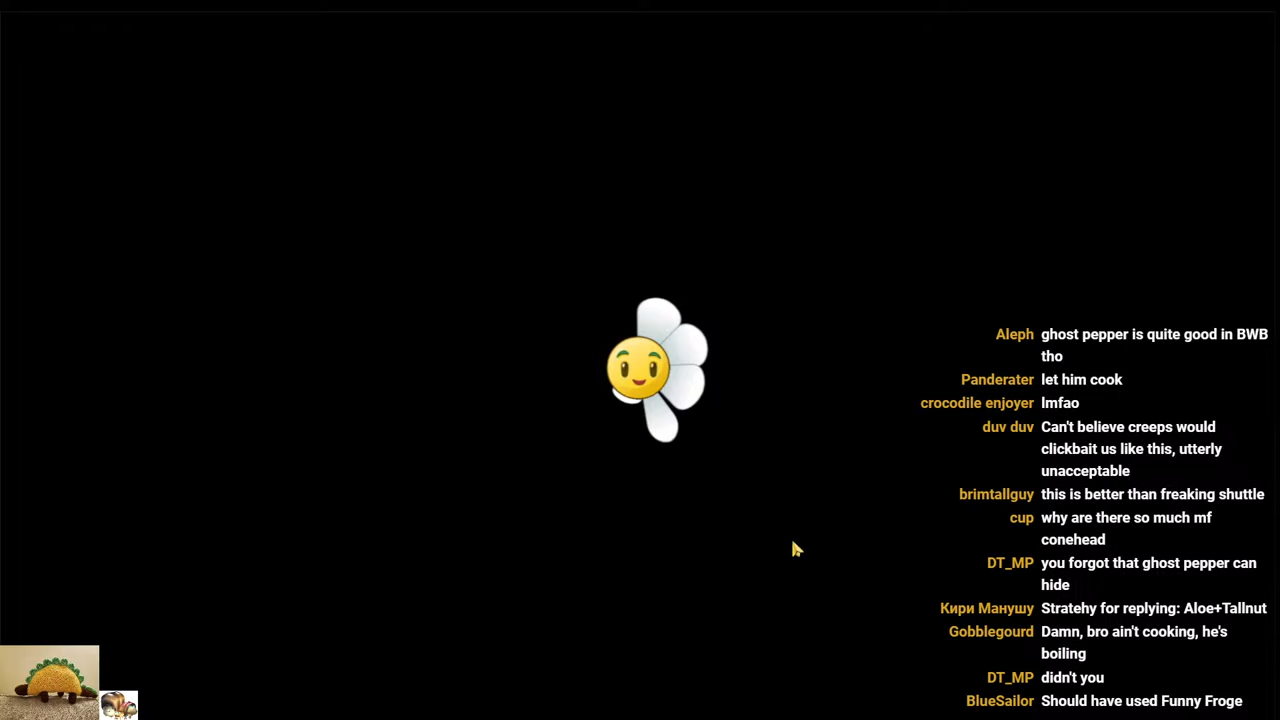 Aleph ghost pepper is quite good in BWB
tho
Panderater let him cook
crocodile enjoyer lmfao
duv duv Can't believe creeps would
clickbait us like this, utterly
unacceptable
brimtallguy this is better than freaking shuttle
cup why are there so much mf
conehead
DT_MP you forgot that ghost pepper can
hide
Кири Манушу Stratehy for replying: Aloe+Tallnut
Gobblegourd Damn, bro ain't cooking, he's
boiling
DT_MP didn't you
BlueSailor Should have used Funny Froge